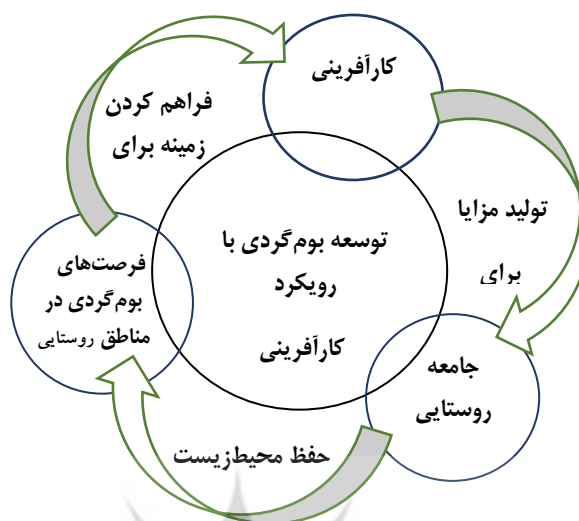 کارآفرینی
فراهم کردن
زمینه برای
تولید مزایا
برای
توسعه بوم‌گردی با
رویکرد
کارآفرینی
فرصت‌های
بوم‌گردی در
مناطق روستایی
جامعه
روستایی
حفظ محیط‌زیست